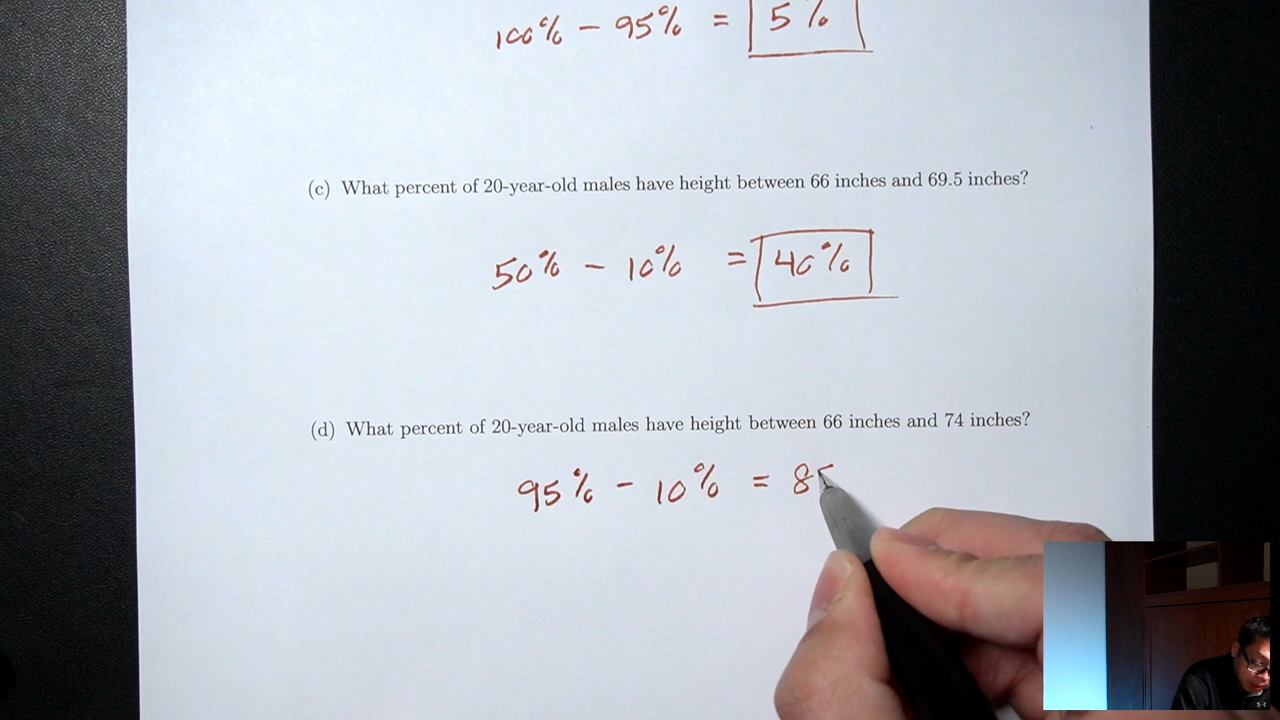 100% - 95% = 5%
(c) What percent of 20-year-old males have height between 66 inches and 69.5 inches?
50% - 10% = 40%
(d) What percent of 20-year-old males have height between 66 inches and 74 inches?
95% - 10% = 85